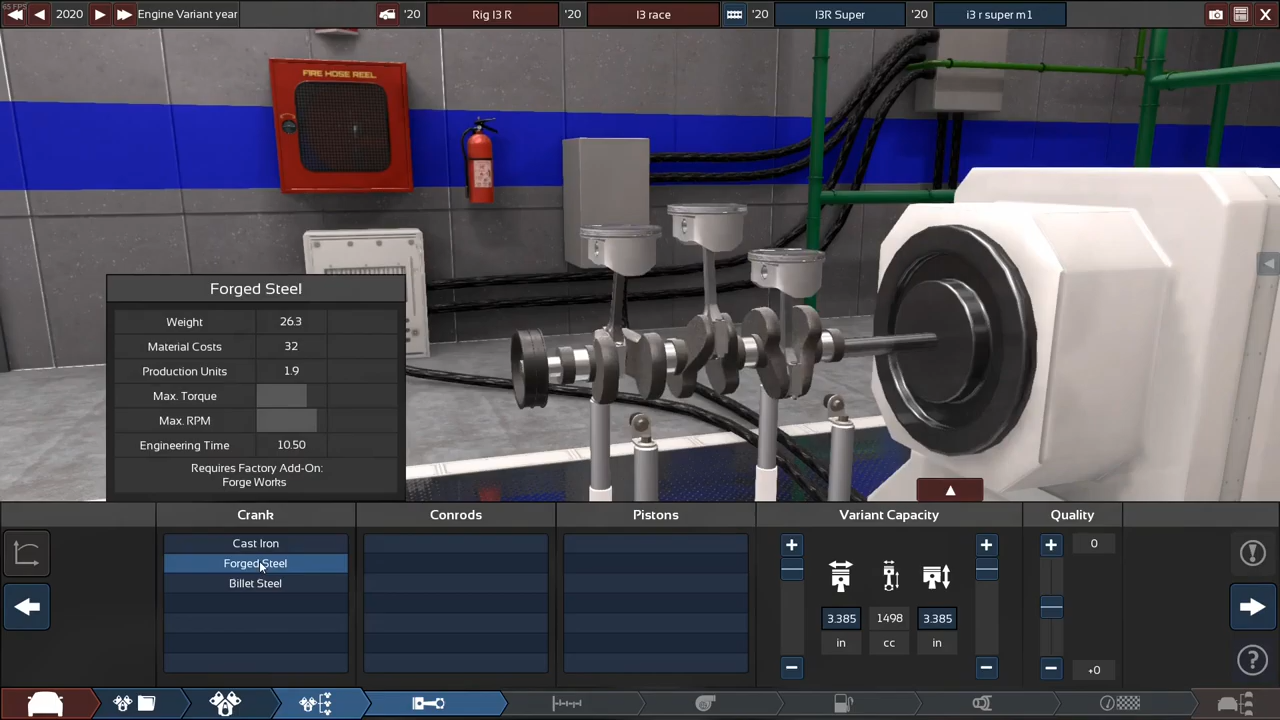 65 FPS
2020 Engine Variant year '20 Rig I3 R '20 I3 race '20 I3R Super '20 i3 r super m1
FIRE HOSE REEL
Forged Steel
Weight 26.3
Material Costs 32
Production Units 1.9
Max. Torque
Max. RPM
Engineering Time 10.50
Requires Factory Add-On:
Forge Works
Crank Conrods Pistons Variant Capacity Quality
Cast Iron
Forged Steel
Billet Steel
+ + + 0
3.385 1498 3.385
in cc in
- - - +0